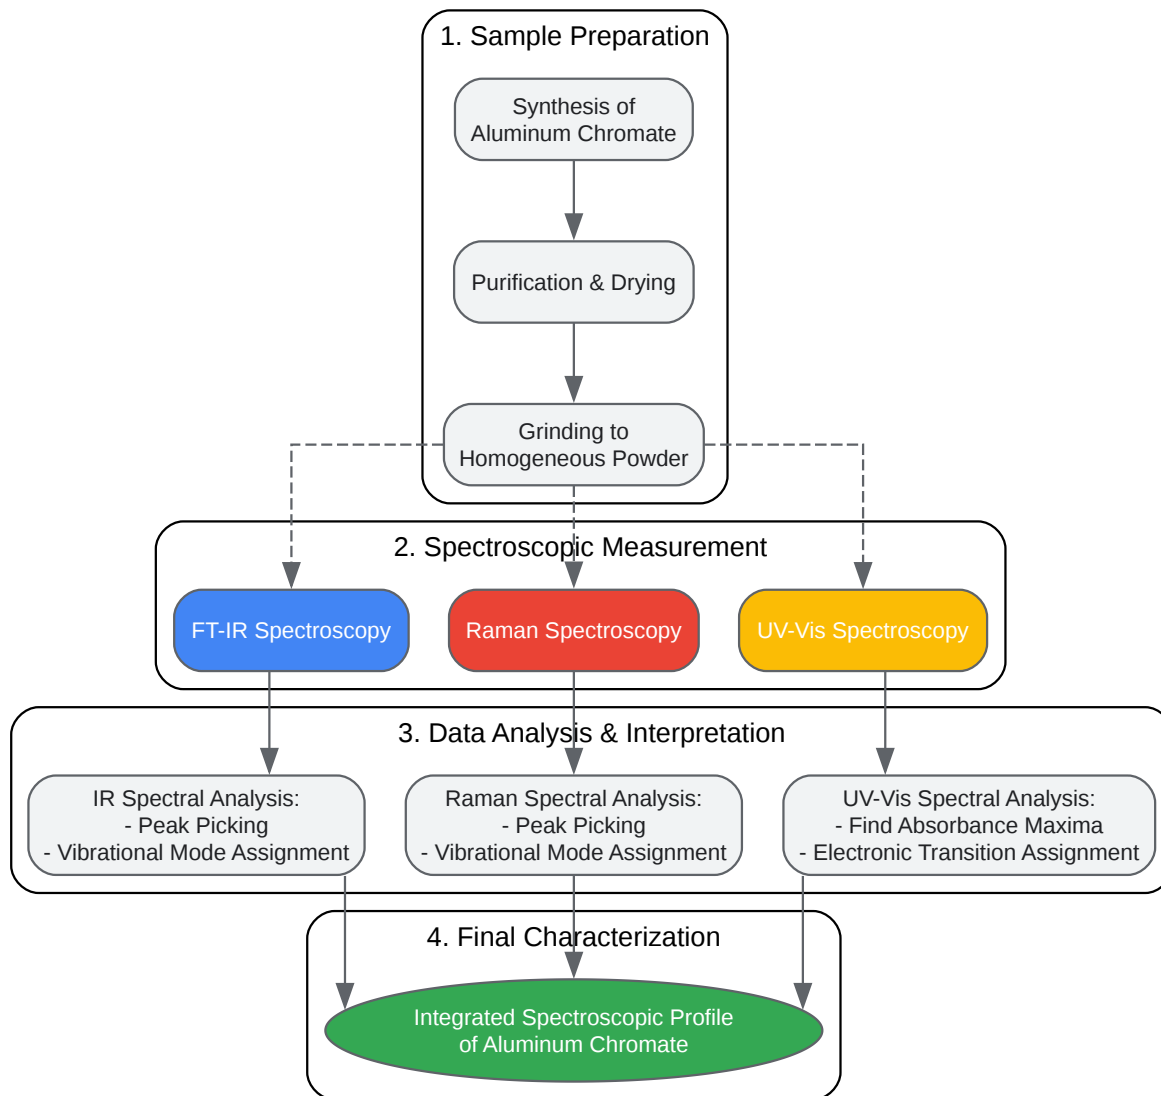 1. Sample Preparation
Synthesis of
Aluminum Chromate
Purification & Drying
Grinding to
Homogeneous Powder
2. Spectroscopic Measurement
FT-IR Spectroscopy
Raman Spectroscopy
UV-Vis Spectroscopy
3. Data Analysis & Interpretation
IR Spectral Analysis:
- Peak Picking
- Vibrational Mode Assignment
Raman Spectral Analysis:
- Peak Picking
- Vibrational Mode Assignment
UV-Vis Spectral Analysis:
- Find Absorbance Maxima
- Electronic Transition Assignment
4. Final Characterization
Integrated Spectroscopic Profile
of Aluminum Chromate